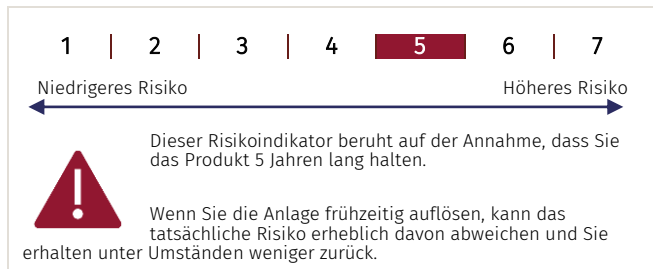 1 | 2 | 3 | 4 | 5 | 6 | 7
Niedrigeres Risiko Höheres Risiko
Dieser Risikoindikator beruht auf der Annahme, dass Sie
das Produkt 5 Jahren lang halten.
Wenn Sie die Anlage frühzeitig auflösen, kann das
tatsächliche Risiko erheblich davon abweichen und Sie
erhalten unter Umständen weniger zurück.